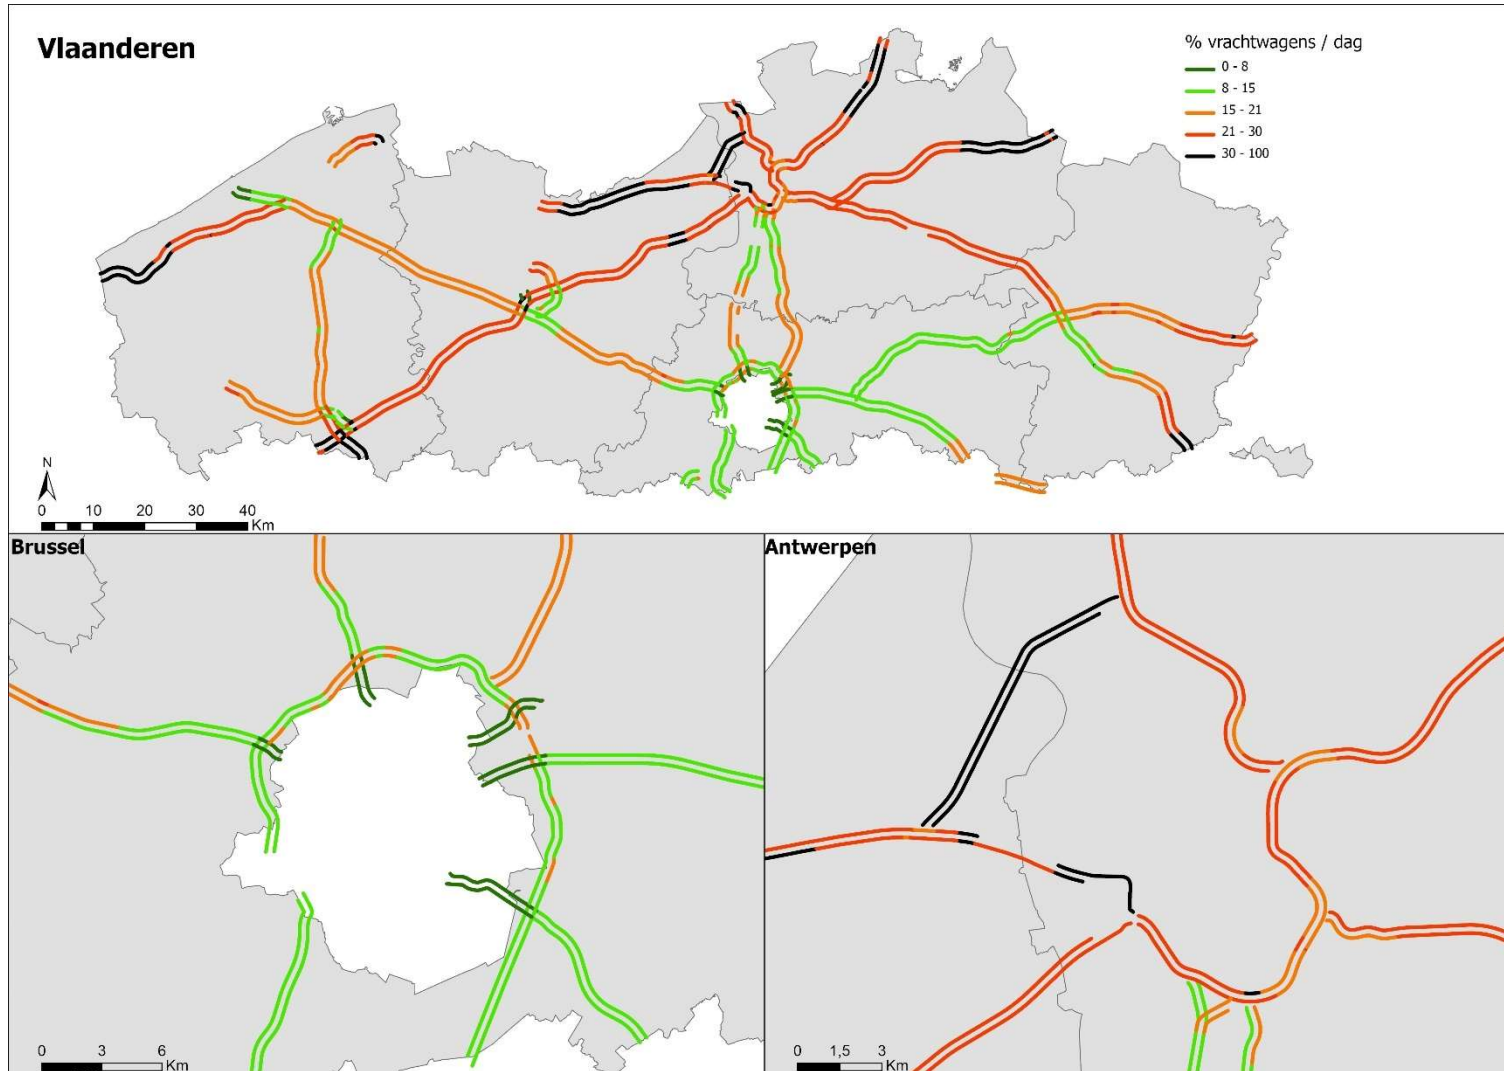 Vlaanderen
% vrachtwagens / dag
0 - 8
8 - 15
15 - 21
21 - 30
30 - 100
N
0 10 20 30 40
Km
Brussel
0 3 6
Km
Antwerpen
0 1,5 3
Km